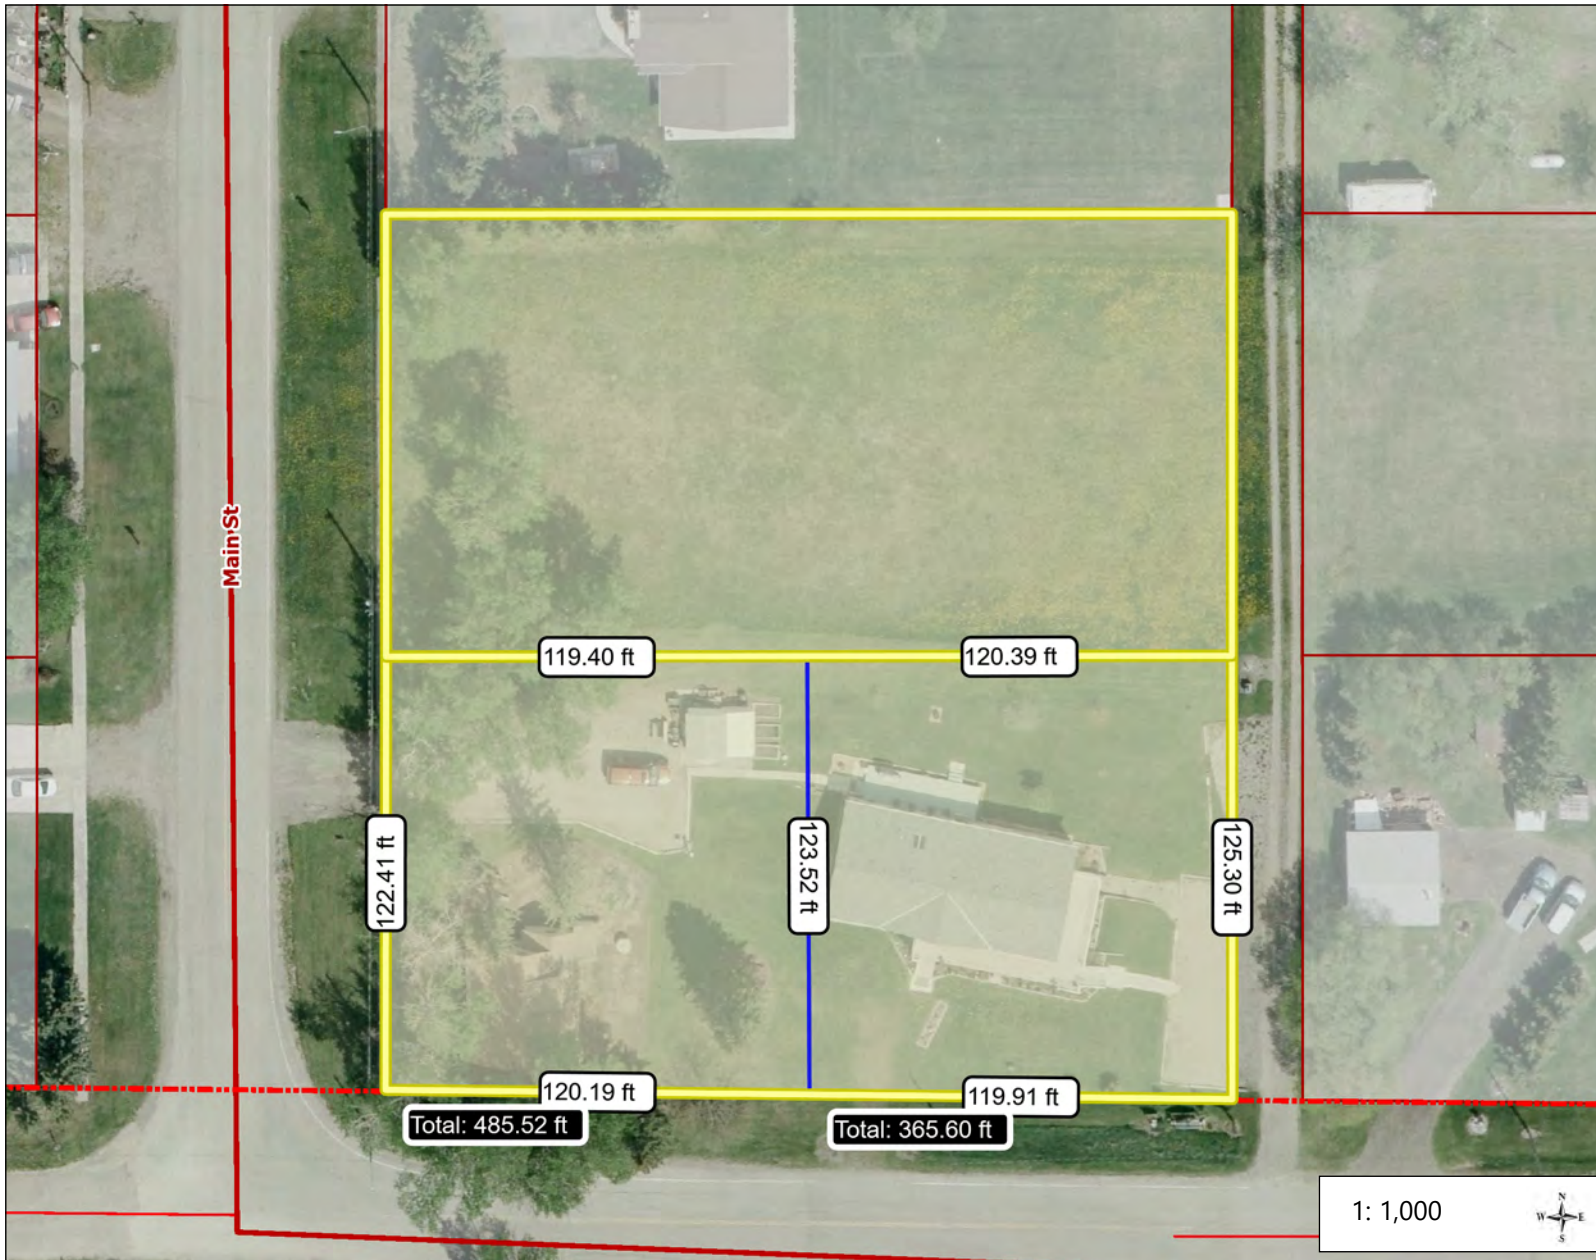 Main St
119.40 ft
120.39 ft
122.41 ft
123.52 ft
125.30 ft
120.19 ft
119.91 ft
Total: 485.52 ft
Total: 365.60 ft
1: 1,000
N
W E
S